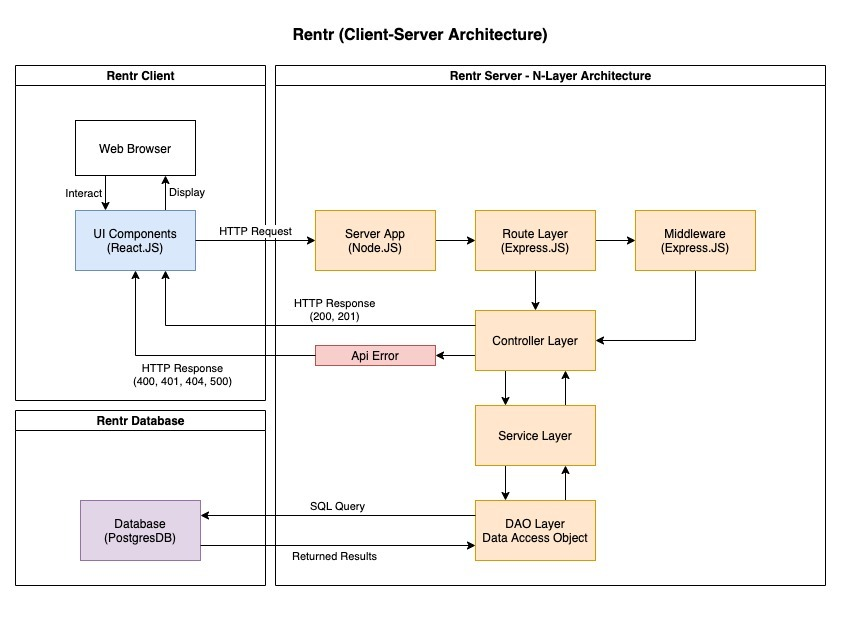 Rentr (Client-Server Architecture)
Rentr Client
Rentr Server - N-Layer Architecture
Web Browser
Interact
Display
UI Components
(React.JS)
HTTP Request
Server App
(Node.JS)
Route Layer
(Express.JS)
Middleware
(Express.JS)
HTTP Response
(200, 201)
Controller Layer
Api Error
HTTP Response
(400, 401, 404, 500)
Rentr Database
Service Layer
SQL Query
Database
(PostgresDB)
DAO Layer
Data Access Object
Returned Results